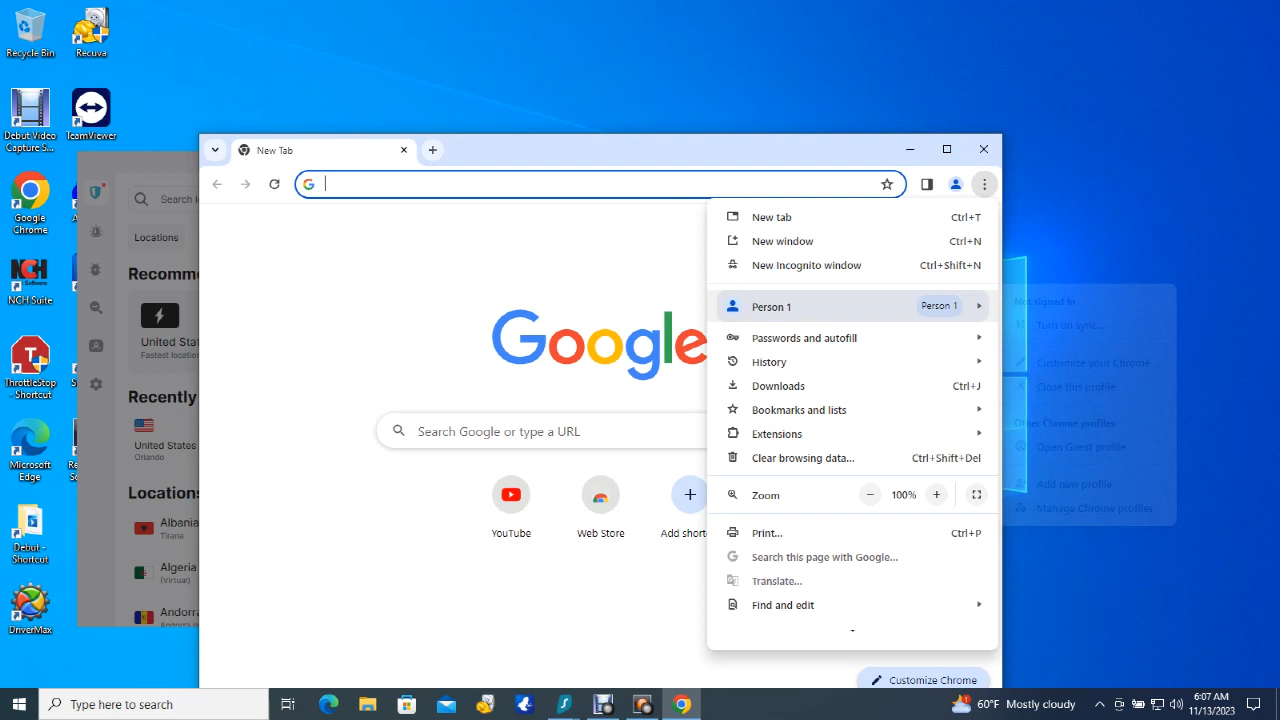 Recycle Bin
Recuva
Debut Video
Capture S...
TeamViewer
Google
Chrome
NCH
NCH Suite
ThrottleStop
- Shortcut
Microsoft
Edge
Debut -
Shortcut
DriverMax
Search l
Locations
Recomm
United Stat
Fastest locatio
Recently
United States
Orlando
Locations
Albania
Tirana
Algeria
(Virtual)
Andorra
New Tab
Google
Search Google or type a URL
YouTube
Web Store
Add short
Customize Chrome
New tab Ctrl+T
New window Ctrl+N
New Incognito window Ctrl+Shift+N
Person 1 Person 1
Passwords and autofill
History
Downloads Ctrl+J
Bookmarks and lists
Extensions
Clear browsing data... Ctrl+Shift+Del
Zoom − 100% +
Print... Ctrl+P
Search this page with Google...
Translate...
Find and edit
Not signed in
Turn on sync...
Customize your Chrome
Close this profile
Other Chrome profiles
Open Guest profile
Add new profile
Manage Chrome profiles
Type here to search
60°F Mostly cloudy
6:07 AM
11/13/2023